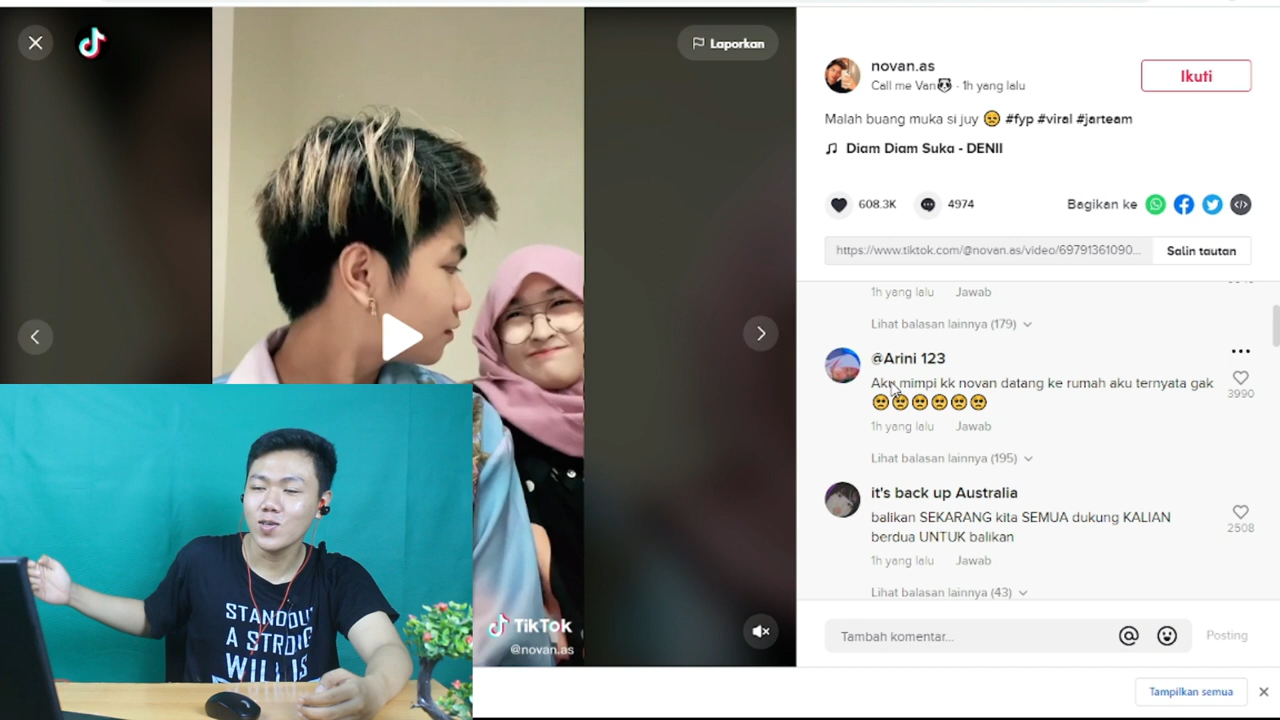 Laporkan
novan.as
Call me Van🐼 · 1h yang lalu
Ikuti
Malah buang muka si juy 😣 #fyp #viral #jarteam
♫ Diam Diam Suka - DENII
608.3K
4974
Bagikan ke
https://www.tiktok.com/@novan.as/video/69791361090...
Salin tautan
1h yang lalu Jawab
Lihat balasan lainnya (179)
@Arini 123
Aku mimpi kk novan datang ke rumah aku ternyata gak
🥺🥺🥺🥺🥺🥺
3990
1h yang lalu Jawab
Lihat balasan lainnya (195)
it's back up Australia
balikan SEKARANG kita SEMUA dukung KALIAN
berdua UNTUK balikan
2508
1h yang lalu Jawab
Lihat balasan lainnya (43)
Tambah komentar...
Posting
Tampilkan semua
TikTok
@novan.as
STANDOUT
A STRONG